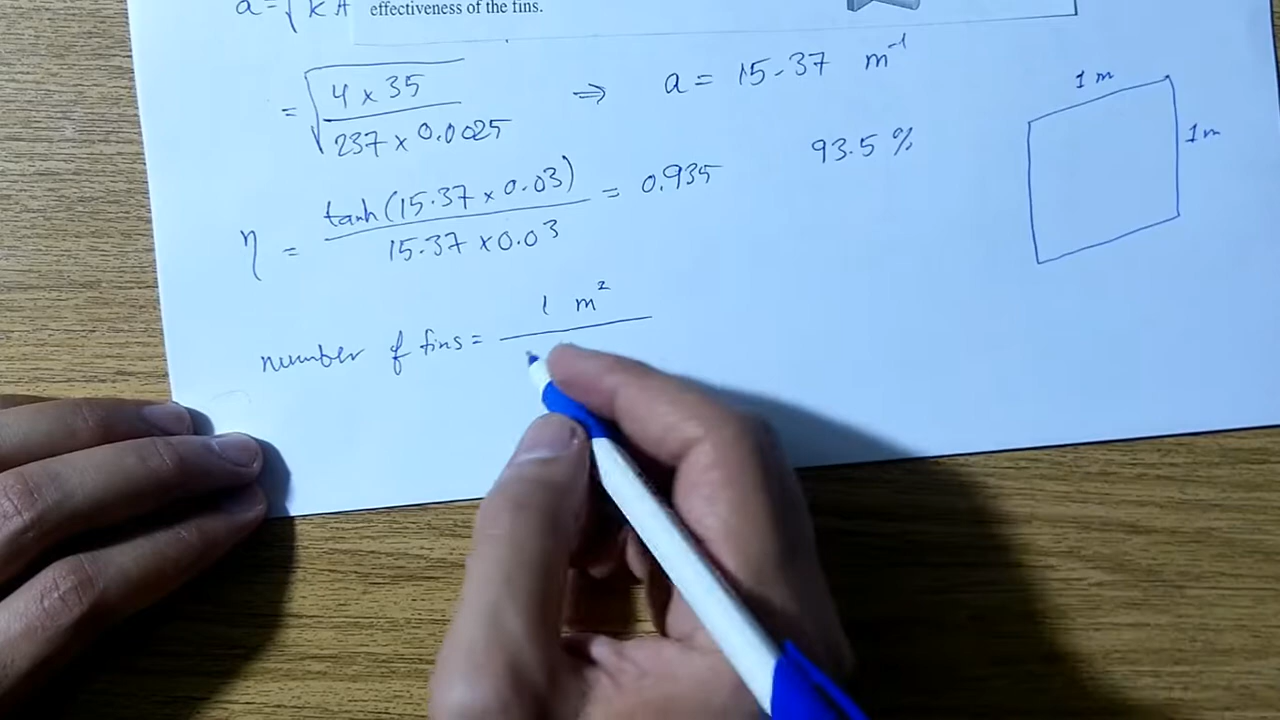 a = √ k A
effectiveness of the fins.
= √ 4 x 35 / 237 x 0.0025 ⇒ a = 15-37 m⁻¹
1 m
1m
93.5 %
η = tanh(15.37 x 0.03) / 15.37 x 0.03 = 0.935
number of fins = 1 m² /